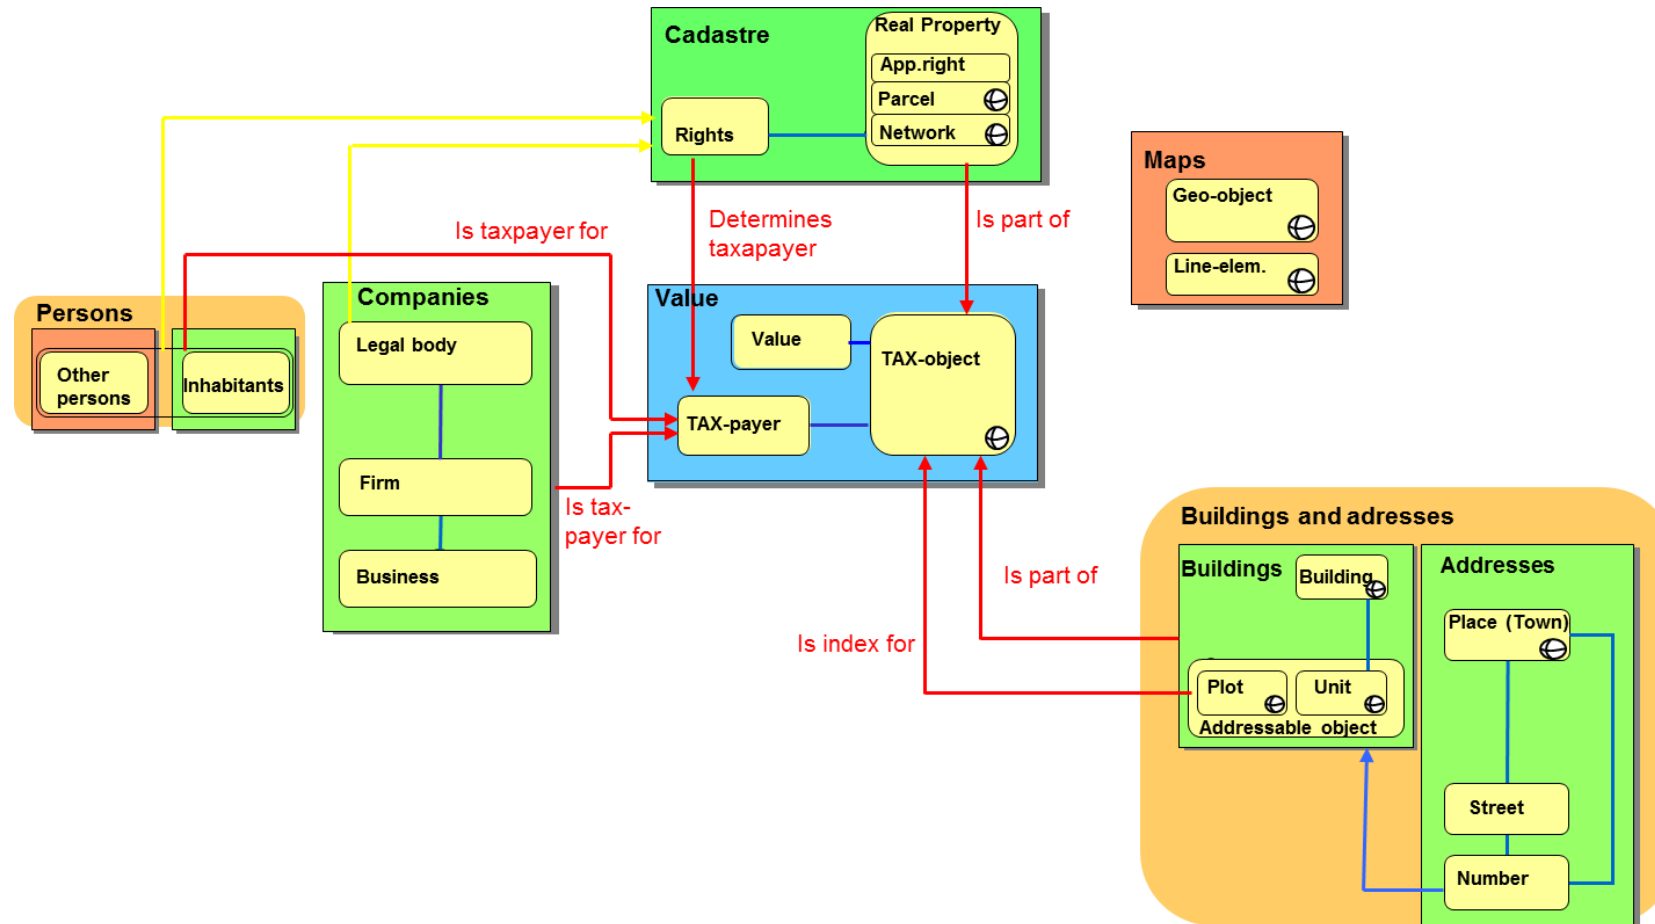 Cadastre
Real Property
App.right
Parcel
Network
Rights
Maps
Geo-object
Line-elem.
Is taxpayer for
Determines
taxapayer
Is part of
Persons
Other
persons
Inhabitants
Companies
Legal body
Firm
Business
Value
Value
TAX-object
TAX-payer
Is tax-
payer for
Is part of
Is index for
Buildings and adresses
Buildings
Building
Plot
Unit
Addressable object
Addresses
Place (Town)
Street
Number